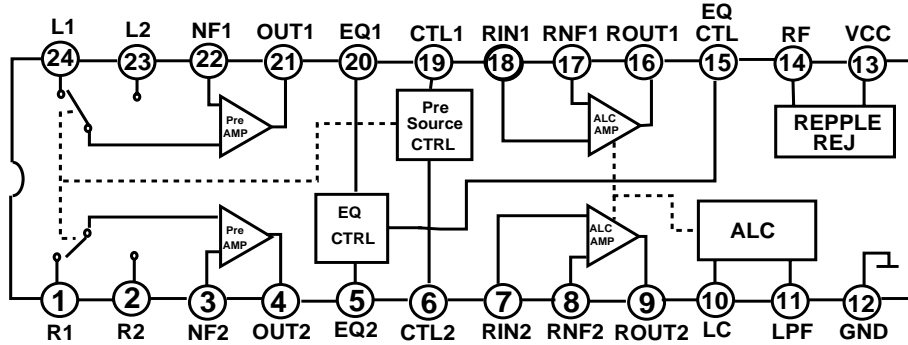 L1 L2 NF1 OUT1 EQ1 CTL1 RIN1 RNF1 ROUT1 EQ CTL RF VCC
24 23 22 21 20 19 18 17 16 15 14 13
Pre AMP
Pre Source CTRL
ALC AMP
REPPLE REJ
Pre AMP
EQ CTRL
ALC AMP
ALC
1 2 3 4 5 6 7 8 9 10 11 12
R1 R2 NF2 OUT2 EQ2 CTL2 RIN2 RNF2 ROUT2 LC LPF GND